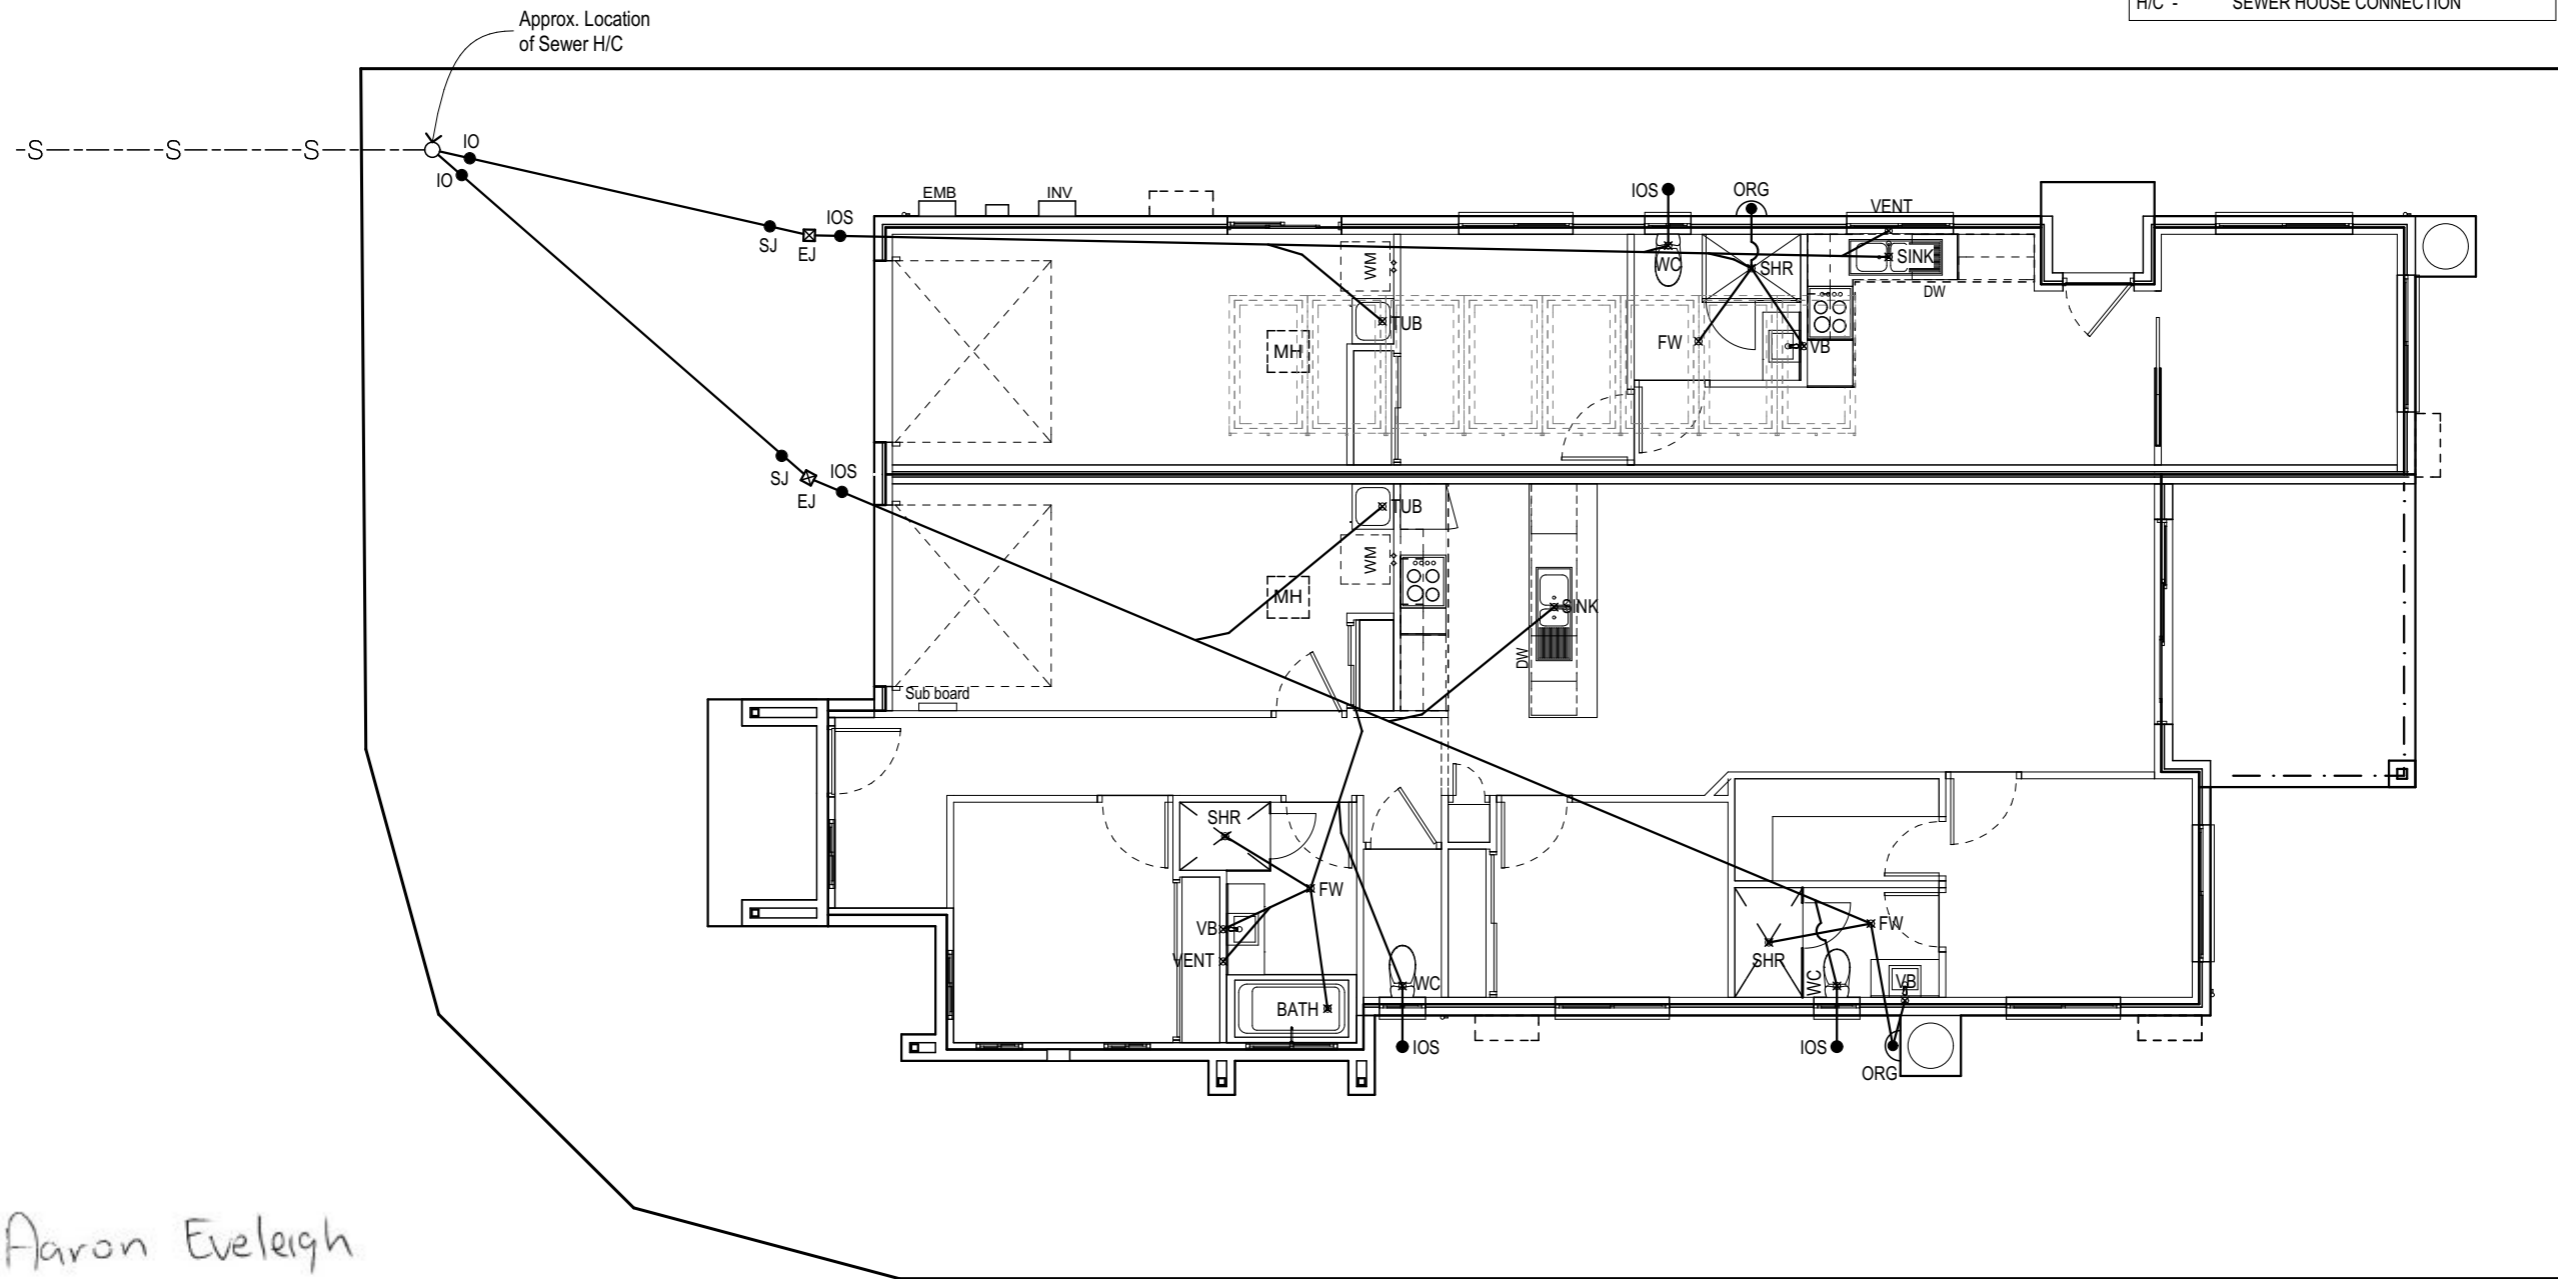 H/C - SEWER HOUSE CONNECTION
Approx. Location
of Sewer H/C
-S
S
S
IO
IO
SJ
EJ
IOS
EMB
INV
IOS
ORG
VENT
WM
WC
SHR
SINK
DW
TUB
MH
FW
VB
SJ
EJ
IOS
TUB
WM
MH
SINK
DW
Sub board
SHR
FW
VB
VENT
BATH
WC
IOS
FW
SHR
WC
VB
IOS
ORG
Aaron Eveleigh